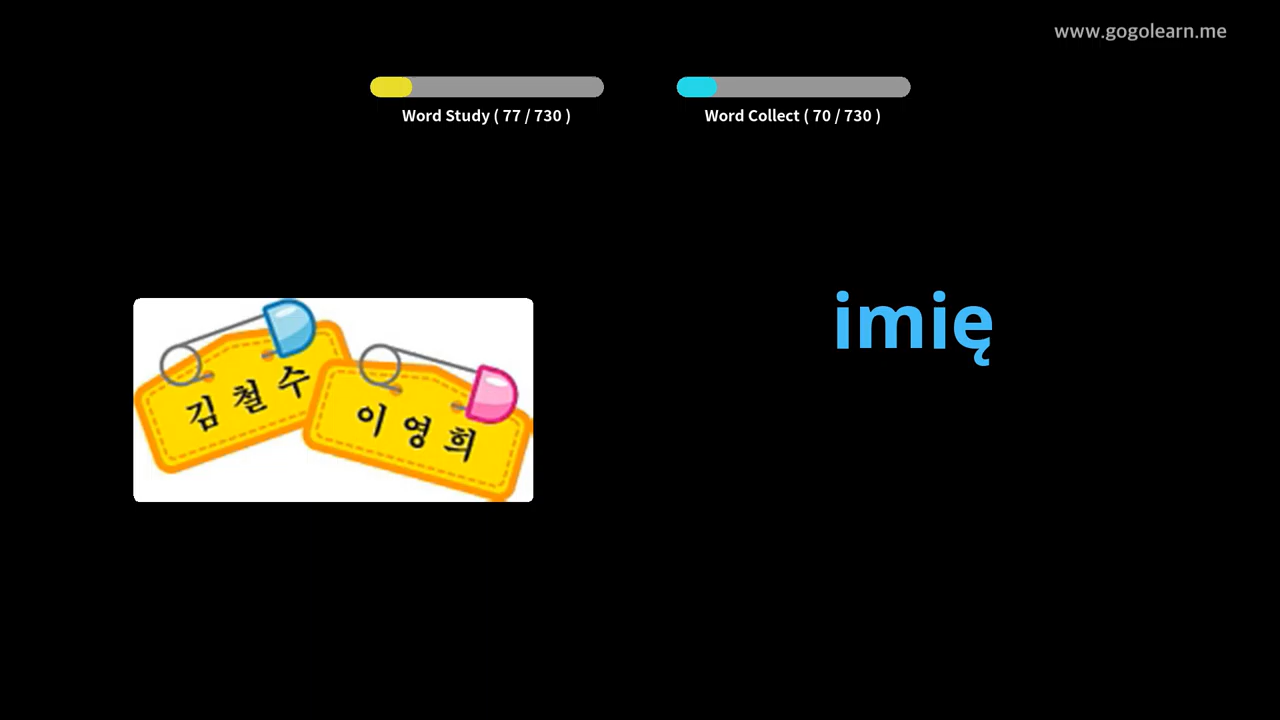 www.gogolearn.me
Word Study ( 77 / 730 )
Word Collect ( 70 / 730 )
김철수
이영희
imię